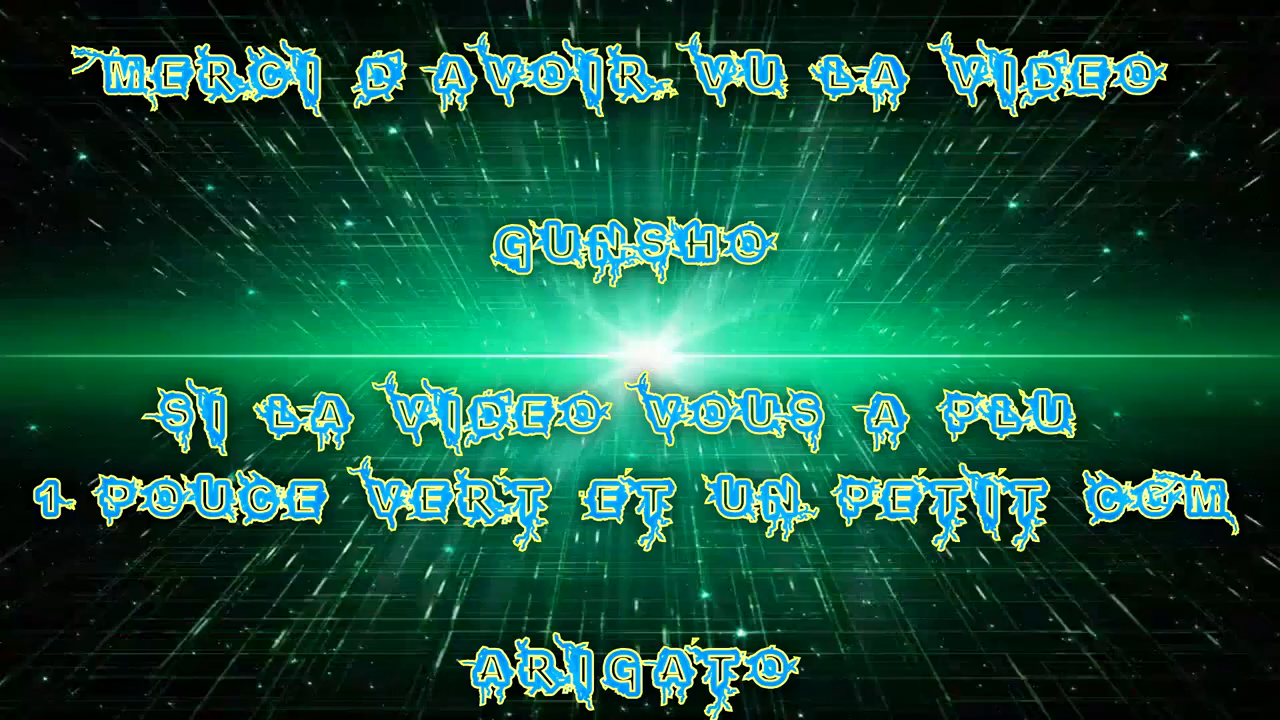 MERCI D AVOIR VU LA VIDEO
GUNSHO
SI LA VIDEO VOUS A PLU
1 POUCE VERT ET UN PETIT COM
ARIGATO